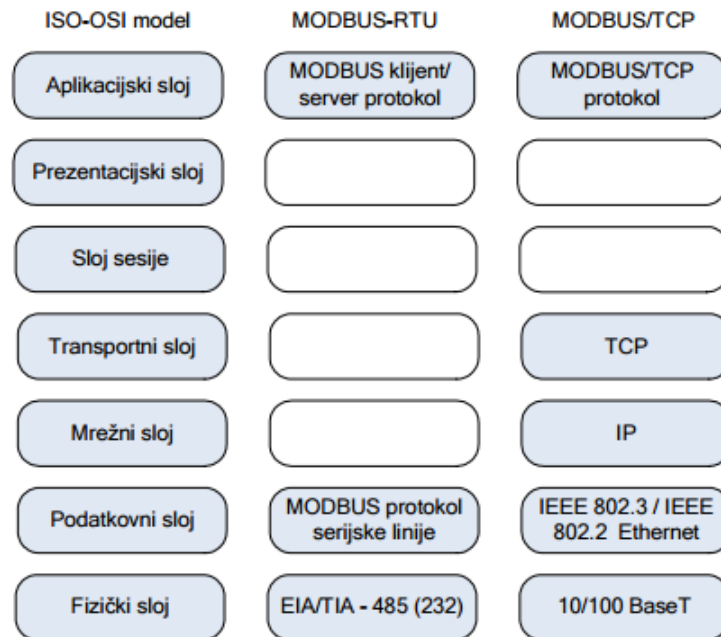 ISO-OSI model MODBUS-RTU MODBUS/TCP
Aplikacijski sloj
MODBUS klijent/
server protokol
MODBUS/TCP
protokol
Prezentacijski sloj
Sloj sesije
Transportni sloj
TCP
Mrežni sloj
IP
Podatkovni sloj
MODBUS protokol
serijske linije
IEEE 802.3 / IEEE
802.2 Ethernet
Fizički sloj
EIA/TIA - 485 (232)
10/100 BaseT